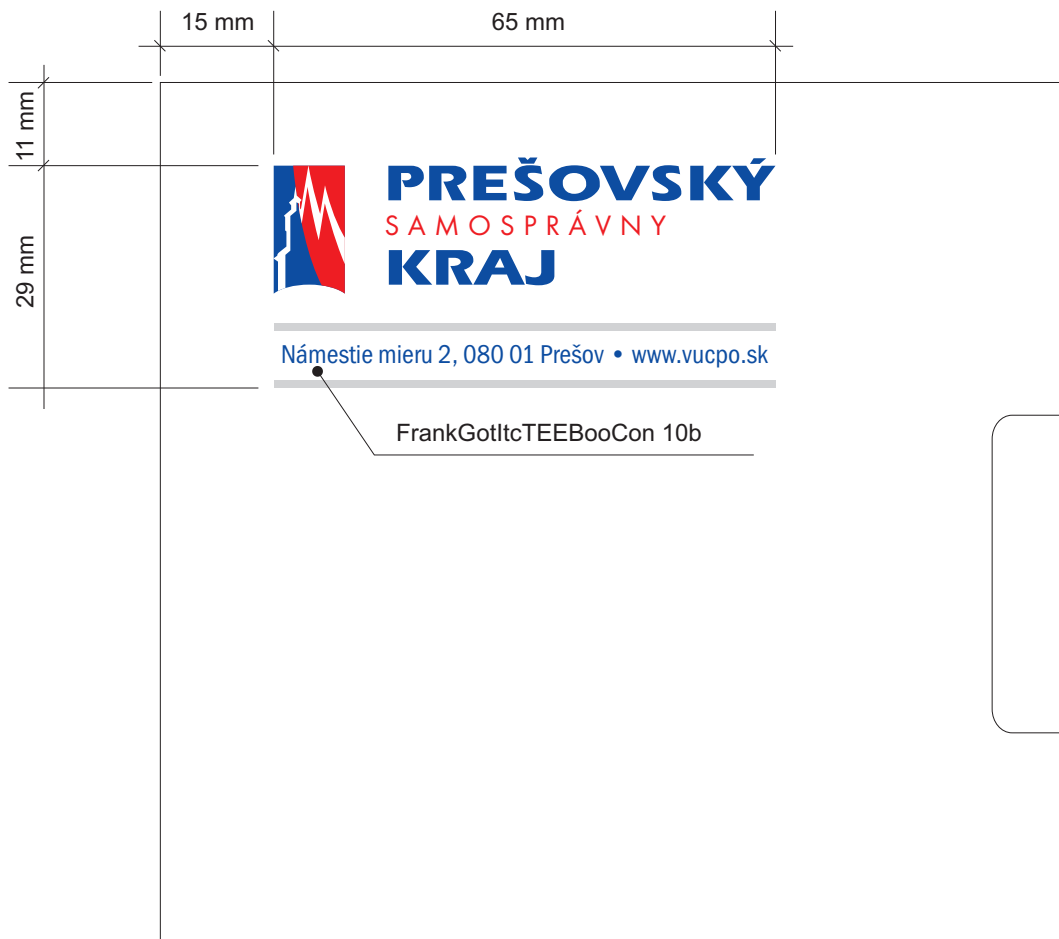 15 mm
65 mm
11 mm
29 mm
PREŠOVSKÝ
SAMOSPRÁVNY
KRAJ
Námestie mieru 2, 080 01 Prešov • www.vucpo.sk
FrankGotItcTEEBooCon 10b